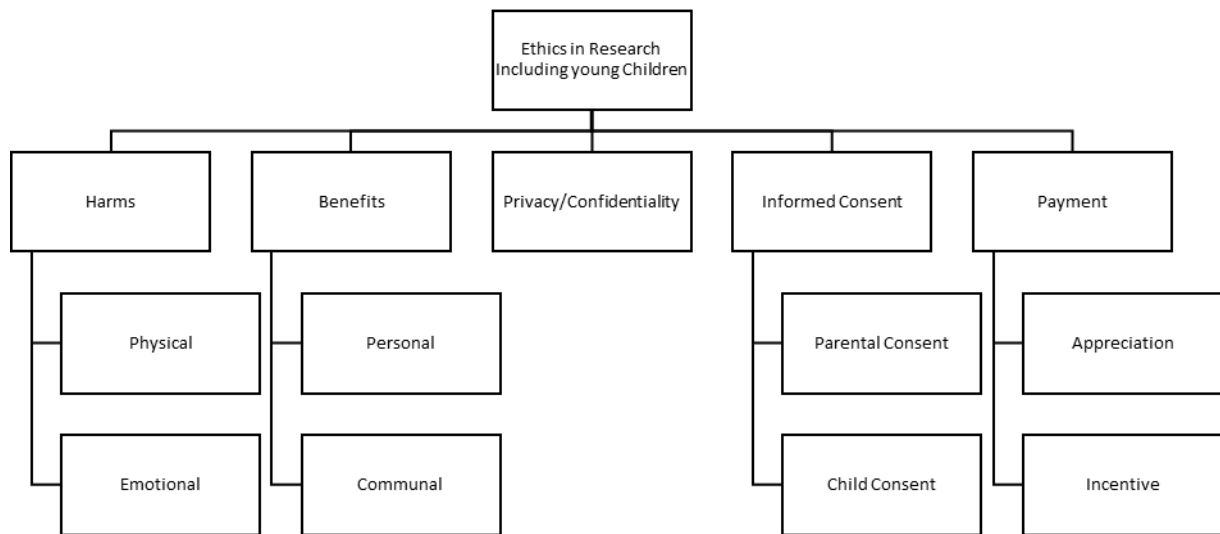 Ethics in Research
Including young Children
Harms
Benefits
Privacy/Confidentiality
Informed Consent
Payment
Physical
Personal
Parental Consent
Appreciation
Emotional
Communal
Child Consent
Incentive